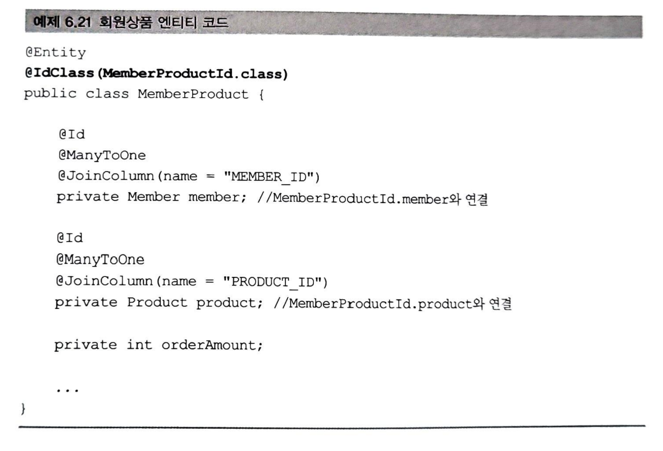 예제 6.21 회원상품 엔티티 코드
@Entity
@IdClass(MemberProductId.class)
public class MemberProduct {
@Id
@ManyToOne
@JoinColumn(name = "MEMBER_ID")
private Member member; //MemberProductId.member와 연결
@Id
@ManyToOne
@JoinColumn(name = "PRODUCT_ID")
private Product product; //MemberProductId.product와 연결
private int orderAmount;
...
}